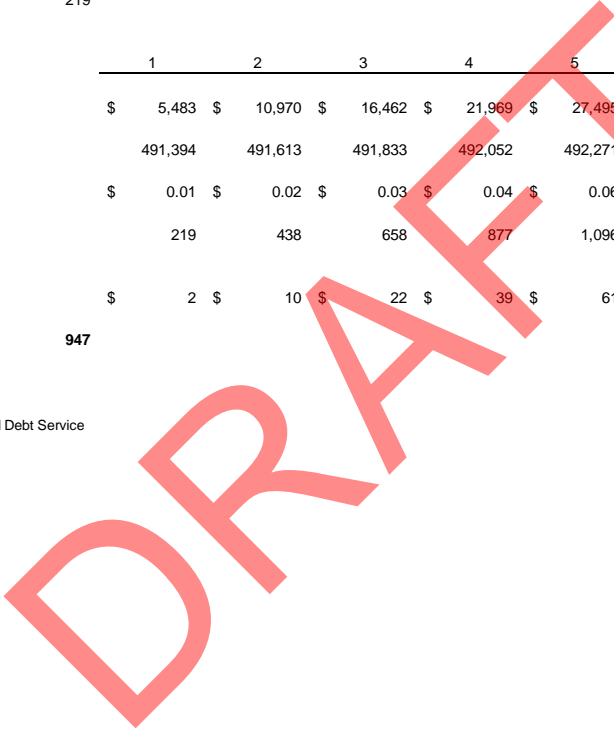 219
1 2 3 4 5
$ 5,483 $ 10,970 $ 16,462 $ 21,969 $ 27,495
491,394 491,613 491,833 492,052 492,271
$ 0.01 $ 0.02 $ 0.03 $ 0.04 $ 0.06
219 438 658 877 1,096
$ 2 $ 10 $ 22 $ 39 $ 61
947
Debt Service
DRAFT